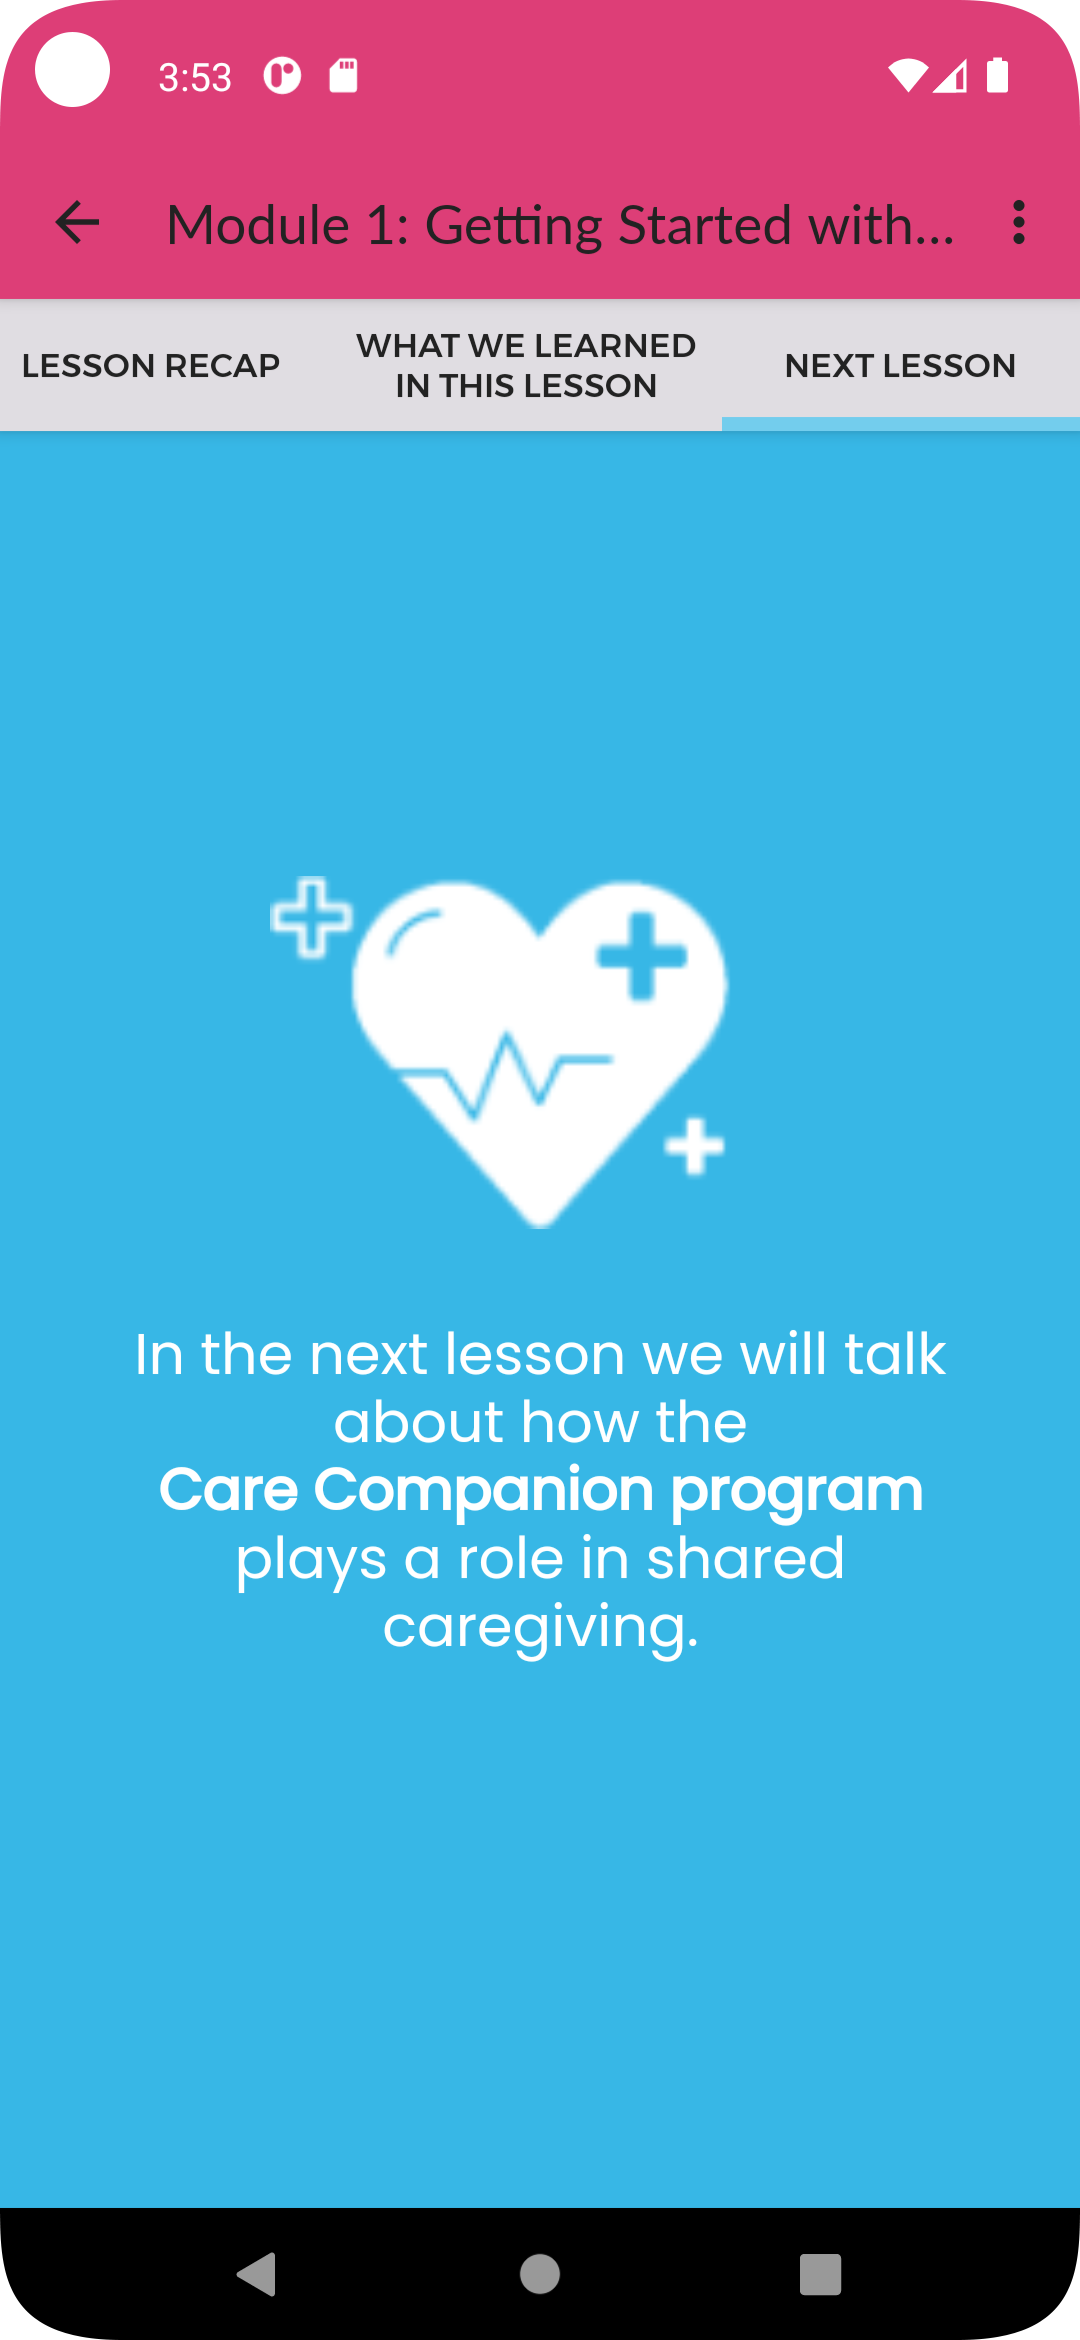 3:53
Module 1: Getting Started with...
LESSON RECAP
WHAT WE LEARNED
IN THIS LESSON
NEXT LESSON
In the next lesson we will talk
about how the
Care Companion program
plays a role in shared
caregiving.